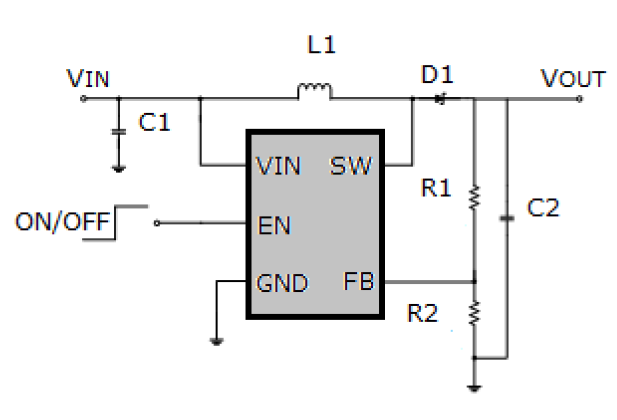 L1
VIN
D1
VOUT
C1
VIN SW
R1
C2
ON/OFF
EN
GND FB
R2